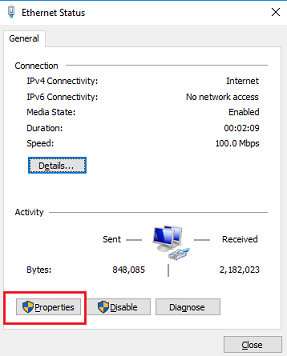 Ethernet Status
General
Connection
IPv4 Connectivity: Internet
IPv6 Connectivity: No network access
Media State: Enabled
Duration: 00:02:09
Speed: 100.0 Mbps
Details...
Activity
Sent Received
Bytes: 848,085 2,182,023
Properties Disable Diagnose
Close